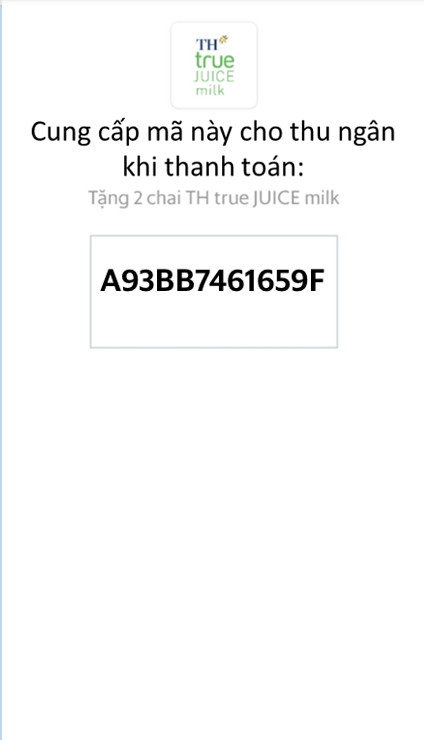 TH
true
JUICE
milk
Cung cấp mã này cho thu ngân
khi thanh toán:
Tặng 2 chai TH true JUICE milk
A93BB7461659F